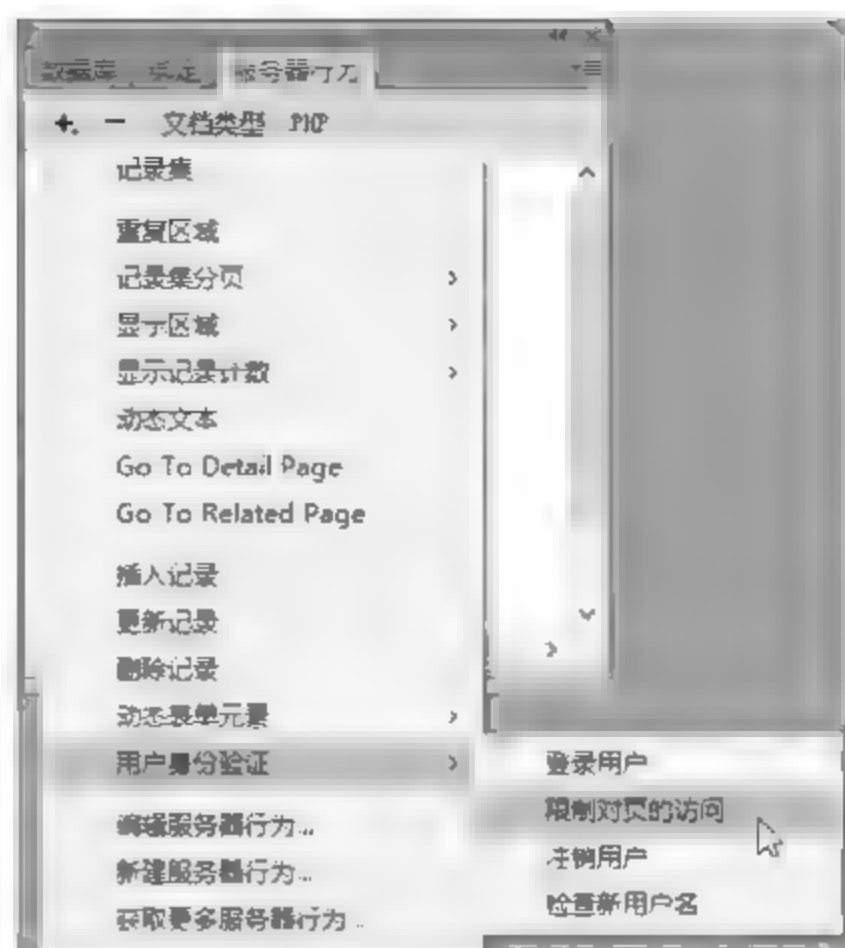 数据库 绑定 服务器行为
文档类型 PHP
记录集
重复区域
记录集分页
显示区域
显示记录计数
动态文本
Go To Detail Page
Go To Related Page
插入记录
更新记录
删除记录
动态表单元素
用户身份验证
登录用户
限制对页的访问
注销用户
检查新用户名
编辑服务器行为...
新建服务器行为...
获取更多服务器行为...